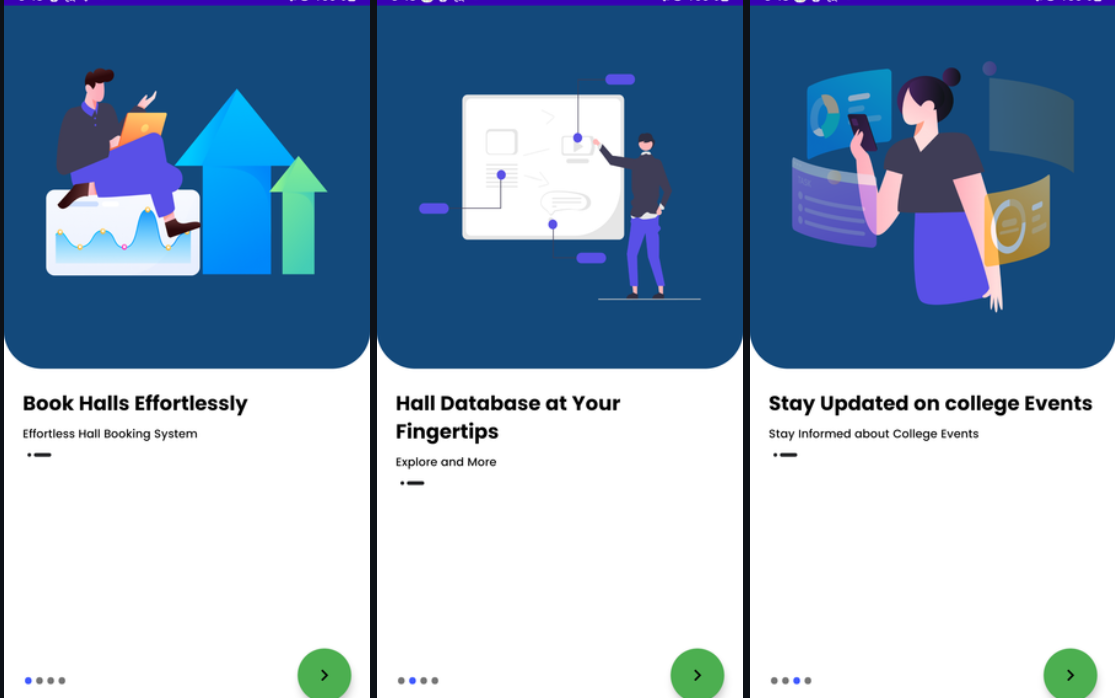 Book Halls Effortlessly
Effortless Hall Booking System
Hall Database at Your
Fingertips
Explore and More
Stay Updated on college Events
Stay Informed about College Events